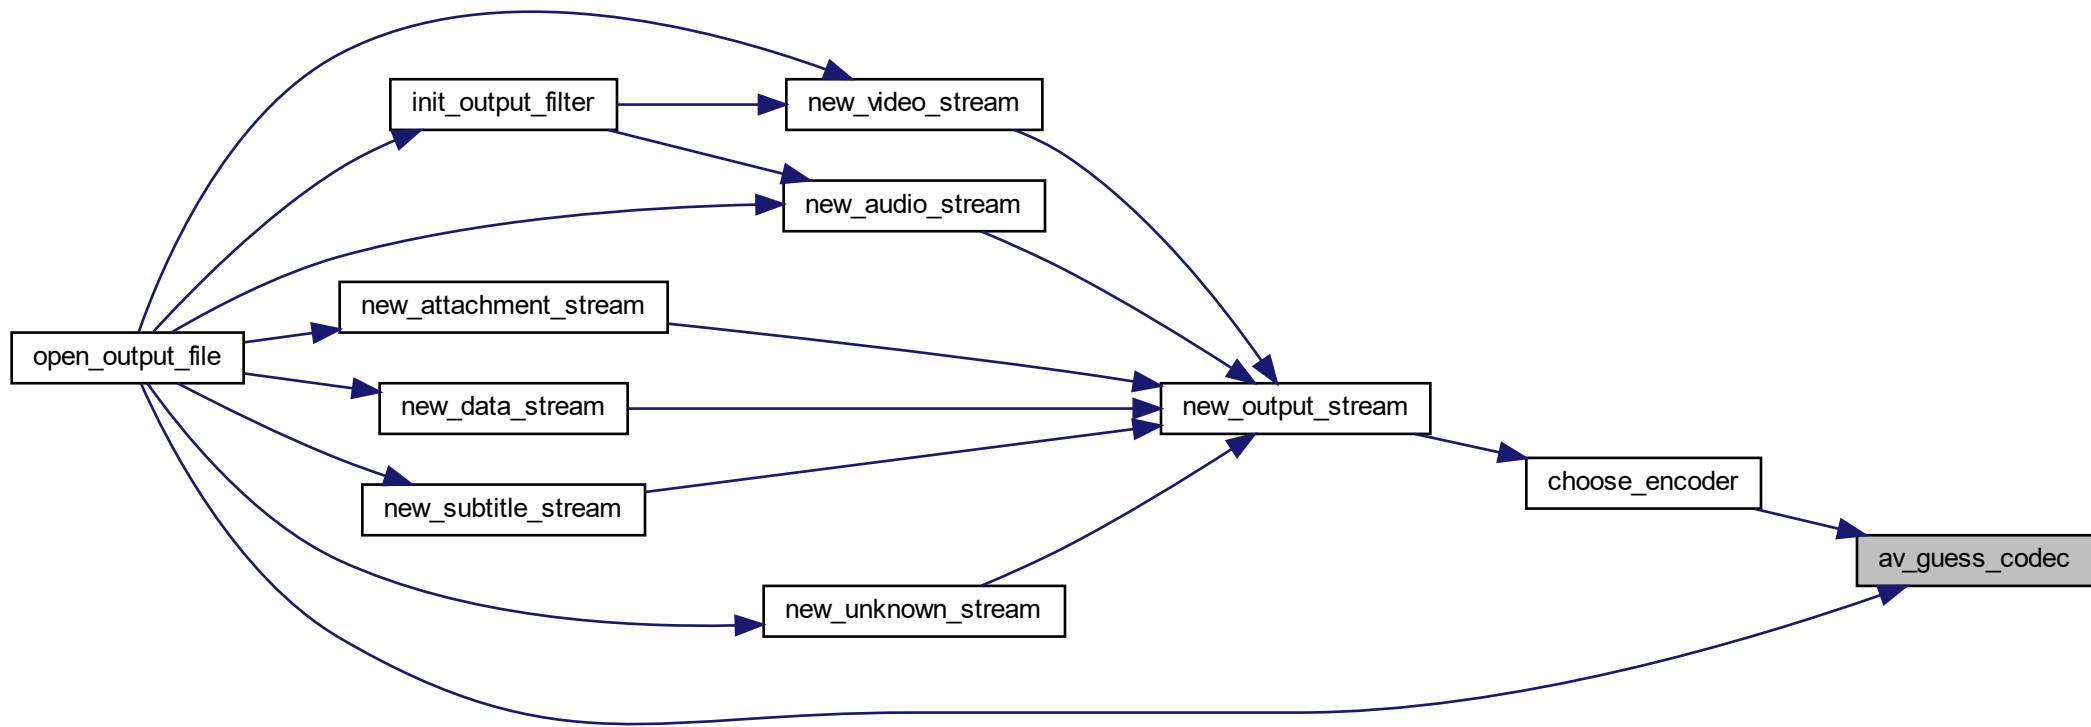 init_output_filter
new_video_stream
new_audio_stream
new_attachment_stream
open_output_file
new_data_stream
new_output_stream
choose_encoder
new_subtitle_stream
av_guess_codec
new_unknown_stream